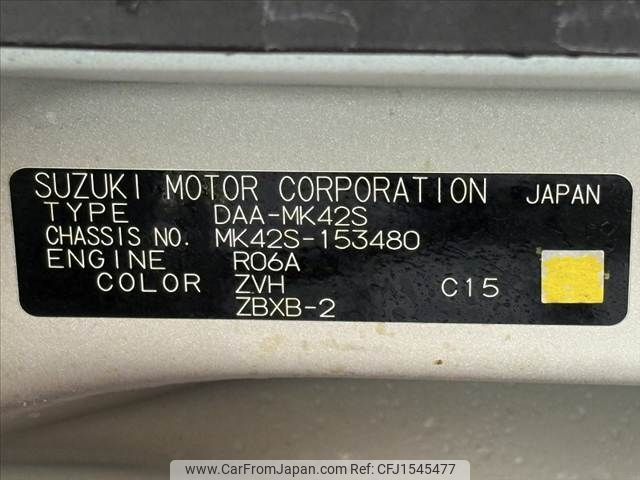 SUZUKI MOTOR CORPORATION JAPAN
TYPE DAA-MK42S
CHASSIS NO. MK42S-153480
ENGINE R06A
COLOR ZVH C15
ZBXB-2
www.CarFromJapan.com | Ref No. CFJ1545477